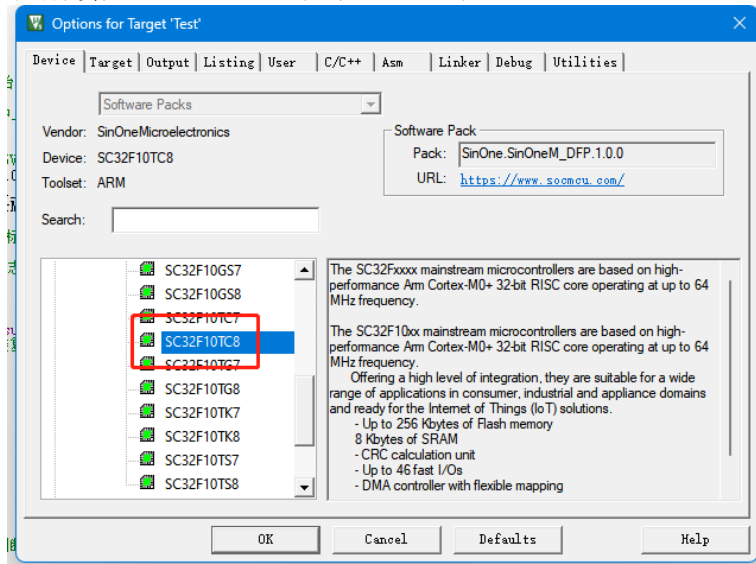 Options for Target 'Test'
Device Target Output Listing User C/C++ Asm Linker Debug Utilities
Software Packs
Vendor: SinOneMicroelectronics
Device: SC32F10TC8
Toolset: ARM
Software Pack
Pack: SinOne.SinOneM_DFP.1.0.0
URL: https://www.socmcu.com/
Search:
SC32F10GS7
SC32F10GS8
SC32F10TC7
SC32F10TC8
SC32F10TG7
SC32F10TG8
SC32F10TK7
SC32F10TK8
SC32F10TS7
SC32F10TS8
The SC32Fxxxx mainstream microcontrollers are based on high-
performance Arm Cortex-M0+ 32-bit RISC core operating at up to 64
MHz frequency.
The SC32F10xx mainstream microcontrollers are based on high-
performance Arm Cortex-M0+ 32-bit RISC core operating at up to 64
MHz frequency.
Offering a high level of integration, they are suitable for a wide
range of applications in consumer, industrial and appliance domains
and ready for the Internet of Things (IoT) solutions.
- Up to 256 Kbytes of Flash memory
8 Kbytes of SRAM
- CRC calculation unit
- Up to 46 fast I/Os
- DMA controller with flexible mapping
OK Cancel Defaults Help